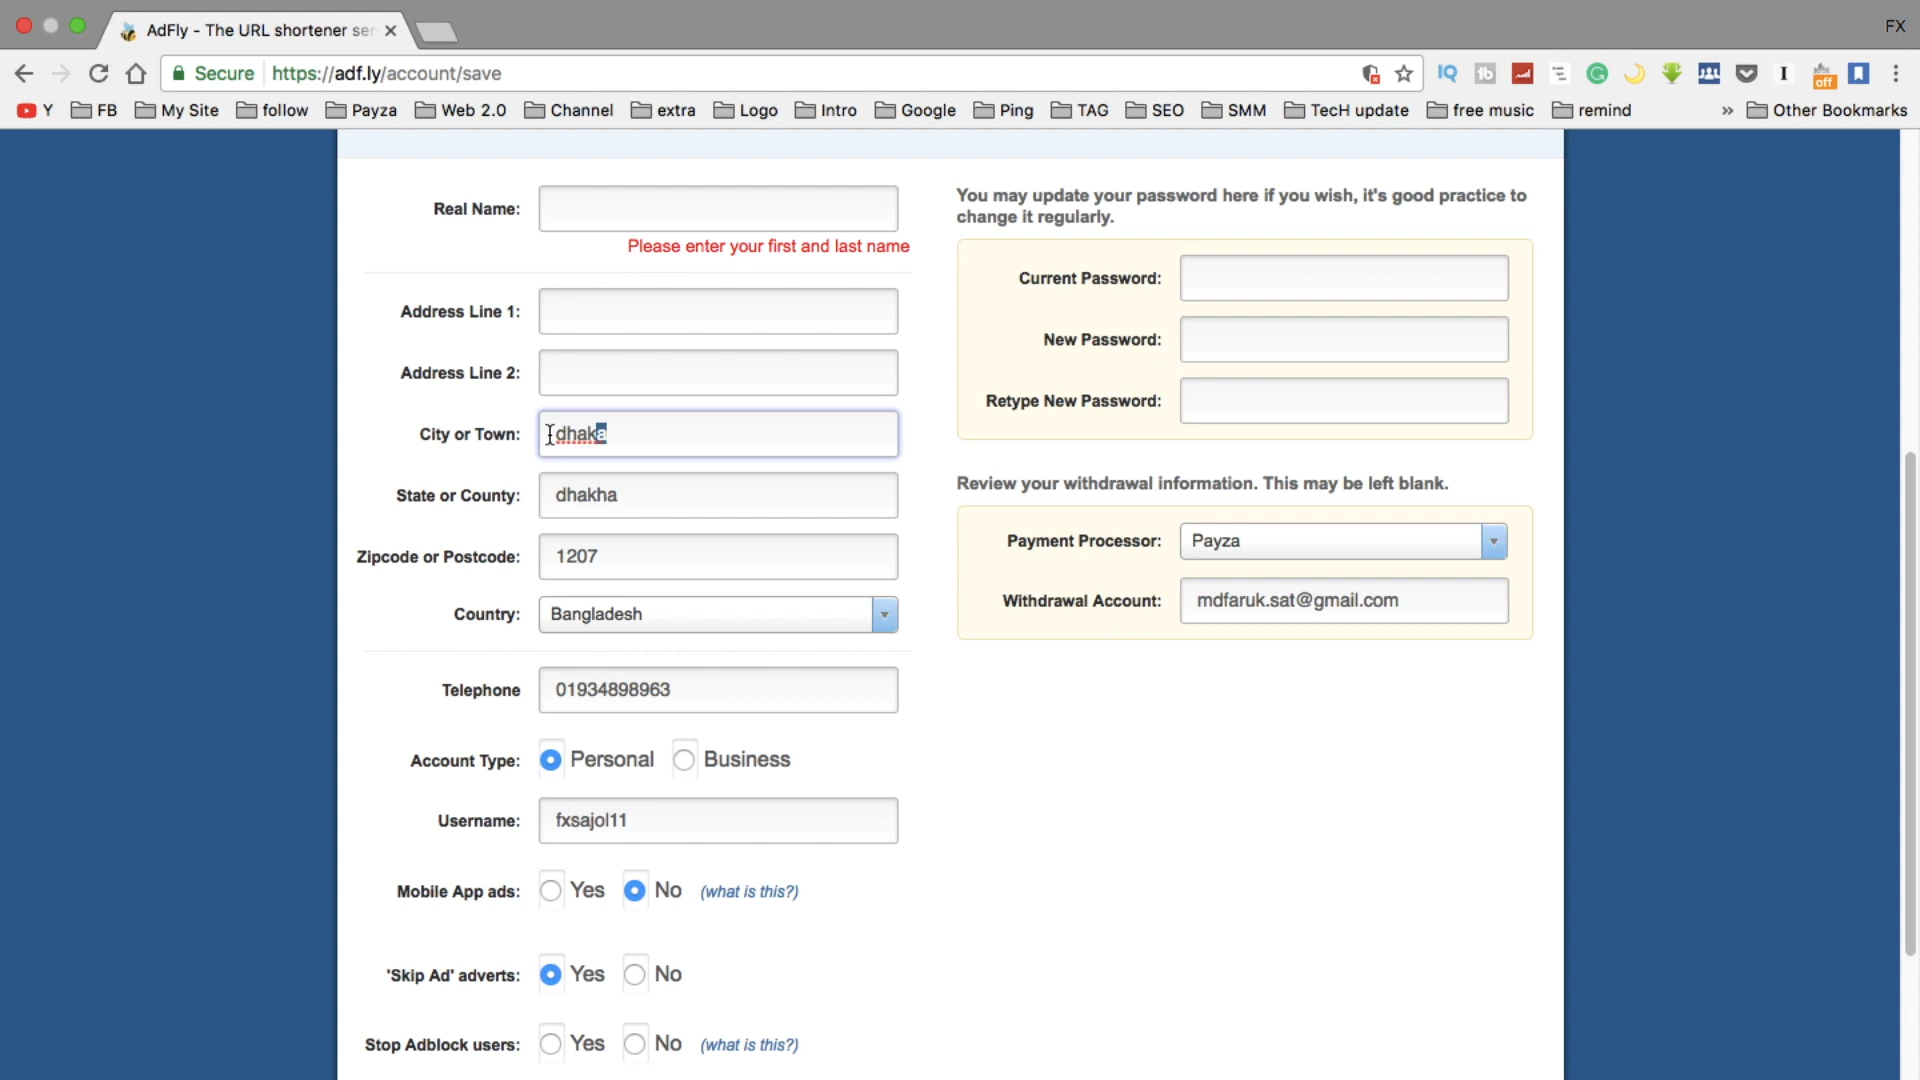 AdFly - The URL shortener ser
FX
Secure https://adf.ly/account/save
IQ
off
Y FB My Site follow Payza Web 2.0 Channel extra Logo Intro Google Ping TAG SEO SMM TecH update free music remind » Other Bookmarks
Real Name:
Please enter your first and last name
Address Line 1:
Address Line 2:
City or Town: dhaka
State or County: dhakha
Zipcode or Postcode: 1207
Country: Bangladesh
Telephone 01934898963
Account Type: Personal Business
Username: fxsajol11
Mobile App ads: Yes No (what is this?)
'Skip Ad' adverts: Yes No
Stop Adblock users: Yes No (what is this?)
You may update your password here if you wish, it's good practice to
change it regularly.
Current Password:
New Password:
Retype New Password:
Review your withdrawal information. This may be left blank.
Payment Processor: Payza
Withdrawal Account: mdfaruk.sat@gmail.com